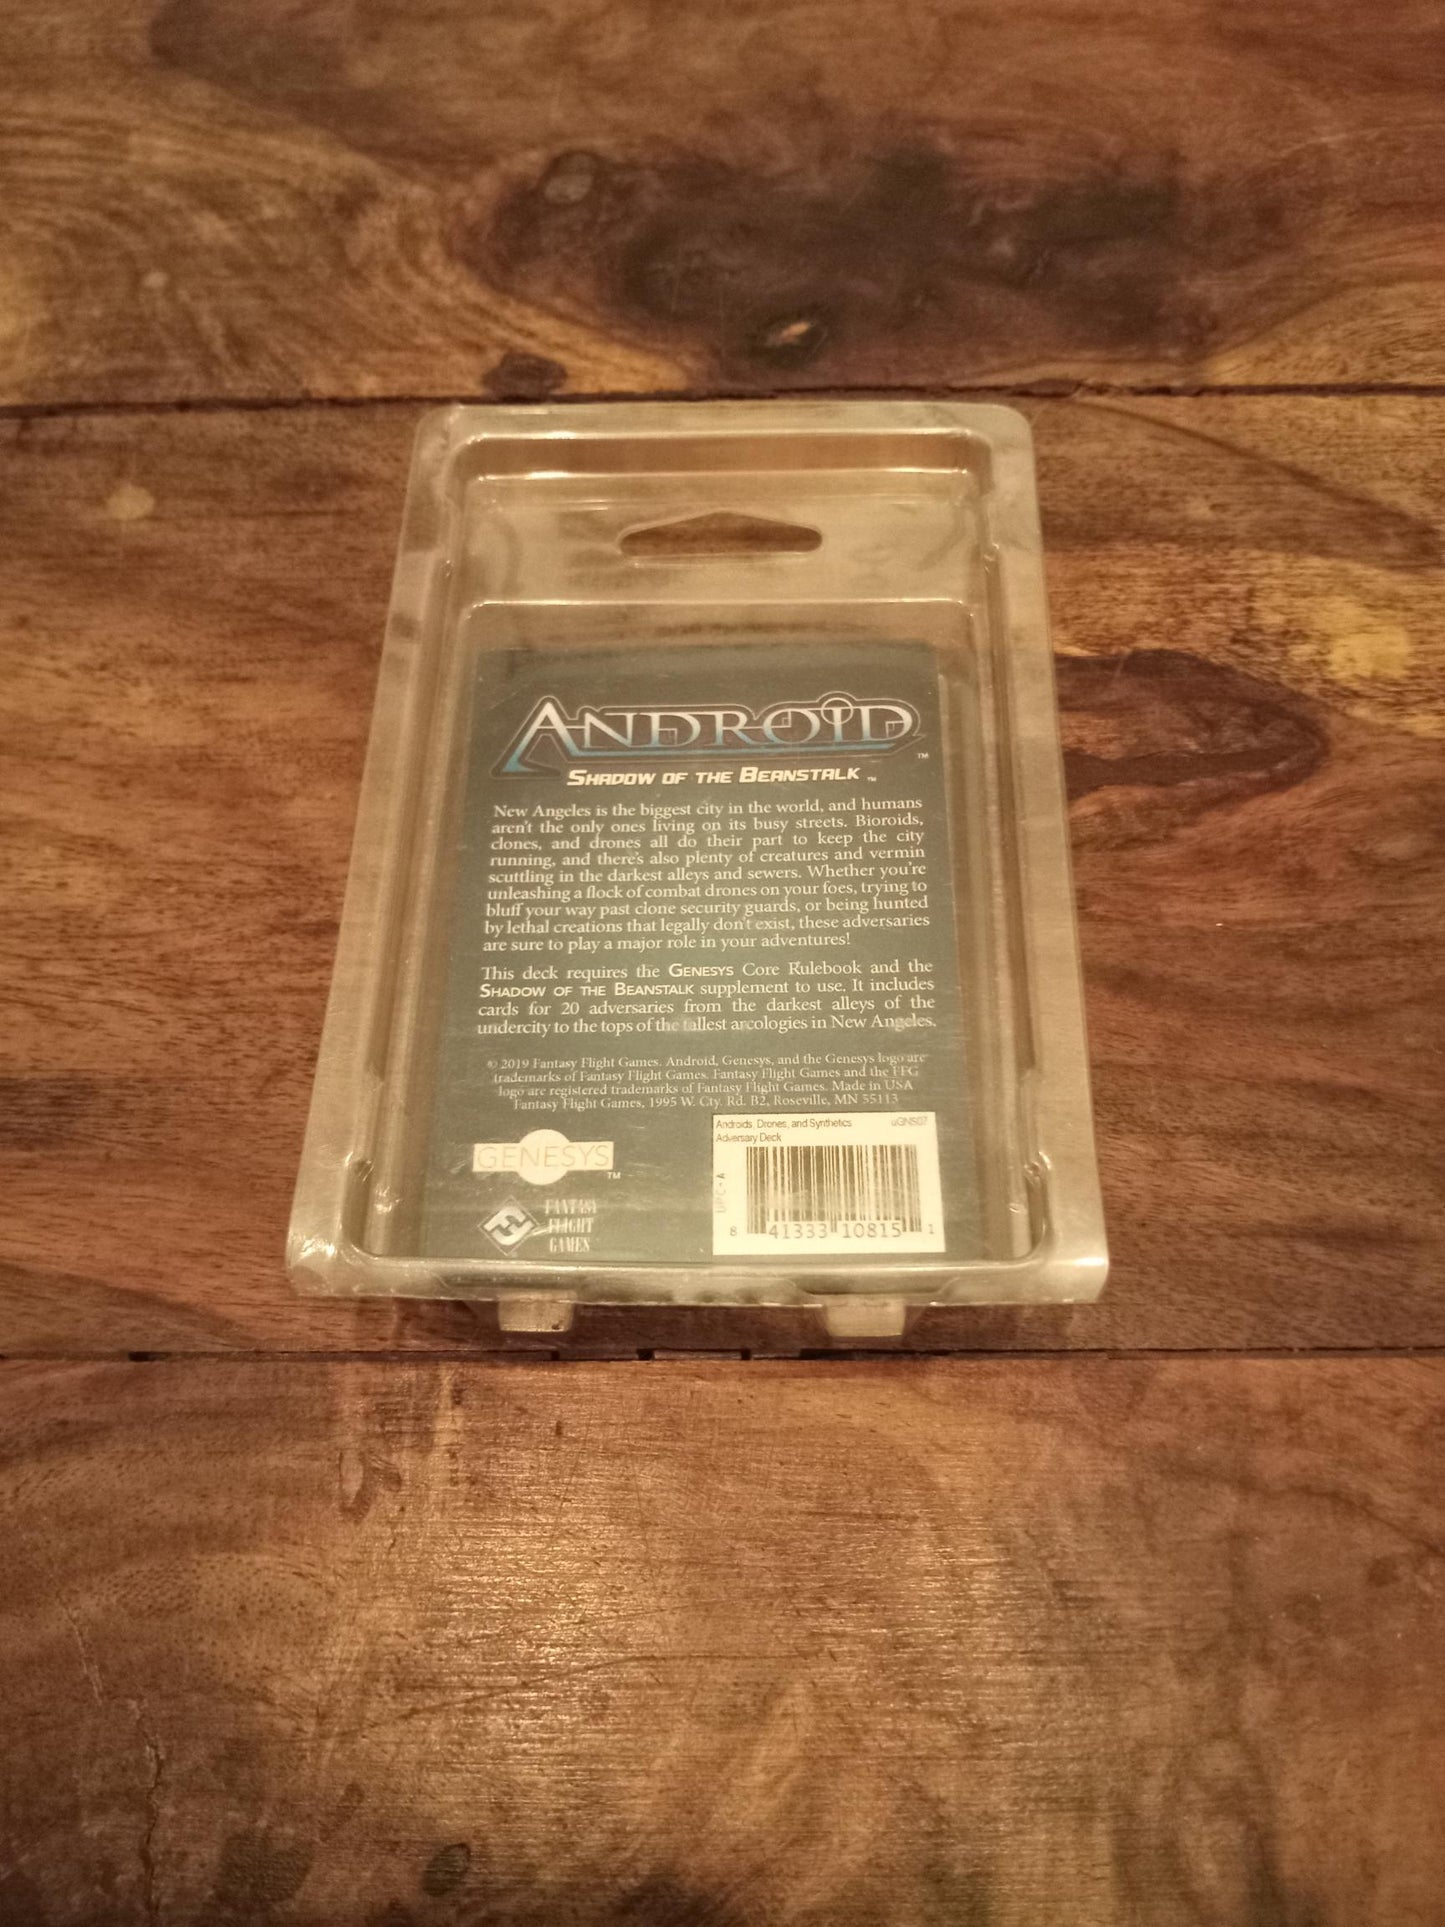 ANDROID ™
SHADOW OF THE BEANSTALK ™
New Angeles is the biggest city in the world, and humans
aren't the only ones living on its busy streets. Bioroids,
clones, and drones all do their part to keep the city
running, and there's also plenty of creatures and vermin
scuttling in the darkest alleys and sewers. Whether you're
unleashing a flock of combat drones on your foes, trying to
bluff your way past clone security guards, or being hunted
by lethal creations that legally don't exist, these adversaries
are sure to play a major role in your adventures!
This deck requires the GENESYS Core Rulebook and the
SHADOW OF THE BEANSTALK supplement to use. It includes
cards for 20 adversaries from the darkest alleys of the
undercity to the tops of the tallest arcologies in New Angeles.
© 2019 Fantasy Flight Games. Android, Genesys, and the Genesys logo are
trademarks of Fantasy Flight Games. Fantasy Flight Games and the FFG
logo are registered trademarks of Fantasy Flight Games. Made in USA
Fantasy Flight Games, 1995 W. Cty. Rd. B2, Roseville, MN 55113
GENESYS ™
FANTASY
FLIGHT
GAMES
Androids, Drones, and Synthetics uGNS07
Adversary Deck
UPC-A
8 41333 10815 1